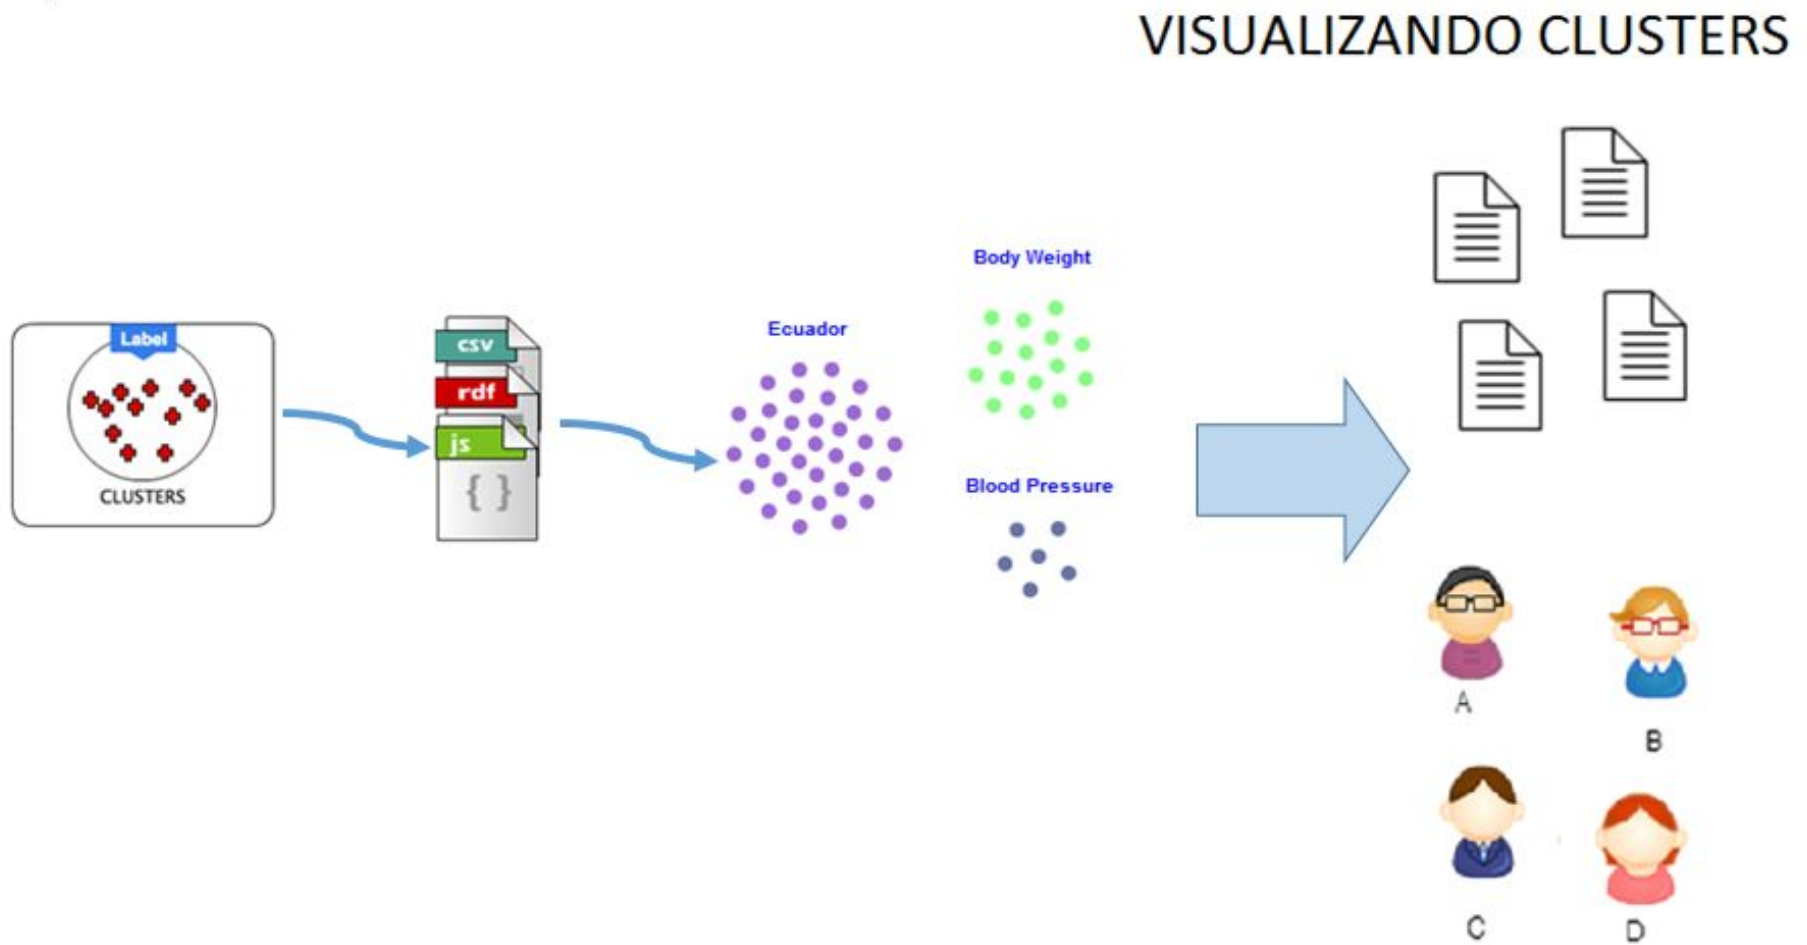 VISUALIZANDO CLUSTERS
Label
CLUSTERS
csv
rdf
js
{ }
Ecuador
Body Weight
Blood Pressure
A
B
C
D